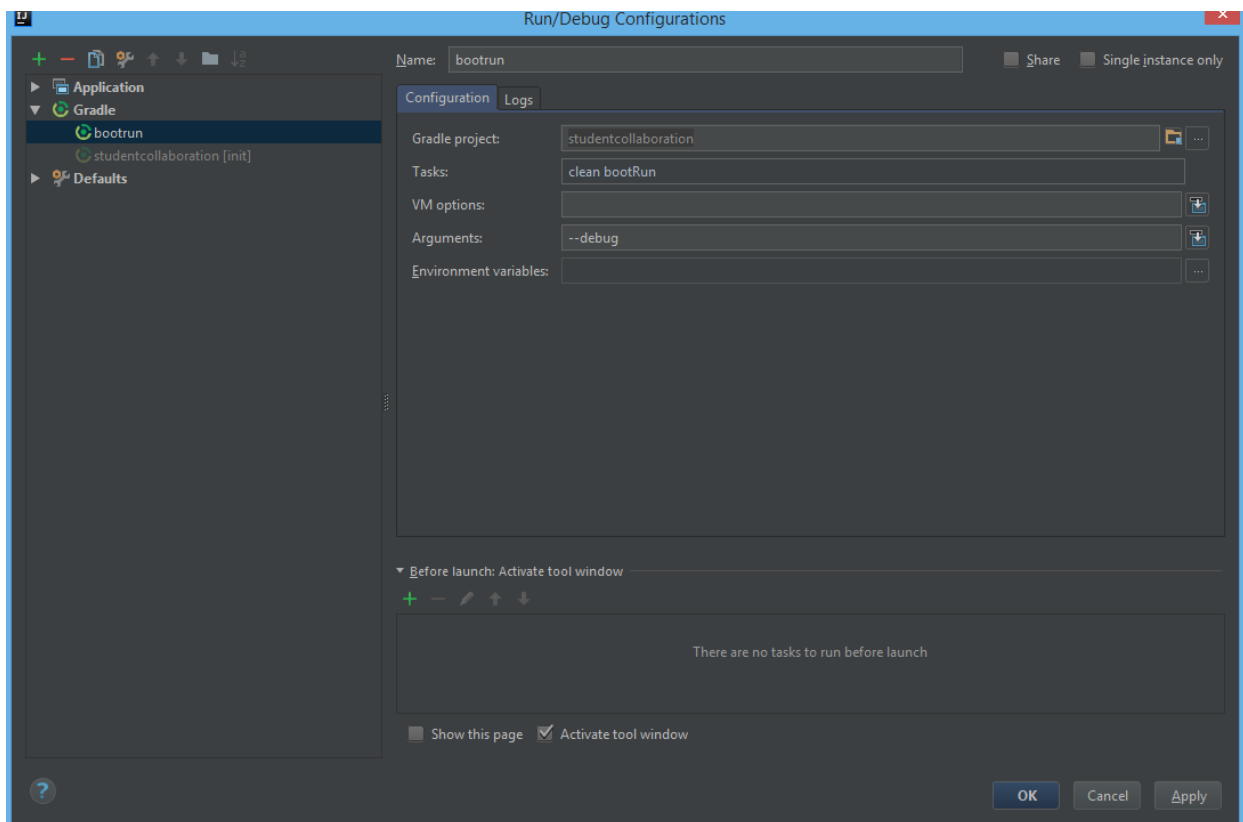 IJ
Run/Debug Configurations
Name: bootrun
Share
Single instance only
Application
Gradle
bootrun
studentcollaboration [init]
Defaults
Configuration
Logs
Gradle project: studentcollaboration
Tasks: clean bootRun
VM options:
Arguments: --debug
Environment variables:
Before launch: Activate tool window
There are no tasks to run before launch
Show this page
Activate tool window
?
OK
Cancel
Apply